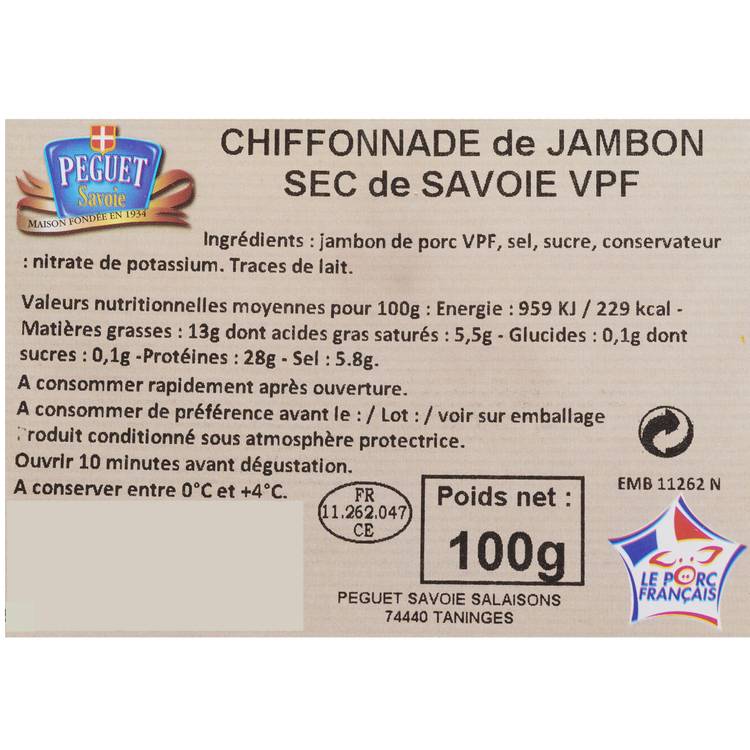 PEGUET
Savoie
MAISON FONDÉE EN 1934
CHIFFONNADE de JAMBON
SEC de SAVOIE VPF
Ingrédients : jambon de porc VPF, sel, sucre, conservateur
: nitrate de potassium. Traces de lait.
Valeurs nutritionnelles moyennes pour 100g : Energie : 959 KJ / 229 kcal -
Matières grasses : 13g dont acides gras saturés : 5,5g - Glucides : 0,1g dont
sucres : 0,1g -Protéines : 28g - Sel : 5.8g.
A consommer rapidement après ouverture.
A consommer de préférence avant le : / Lot : / voir sur emballage
Produit conditionné sous atmosphère protectrice.
Ouvrir 10 minutes avant dégustation.
A conserver entre 0°C et +4°C.
FR
11.262.047
CE
Poids net :
100g
EMB 11262 N
LE PORC
FRANÇAIS
PEGUET SAVOIE SALAISONS
74440 TANINGES